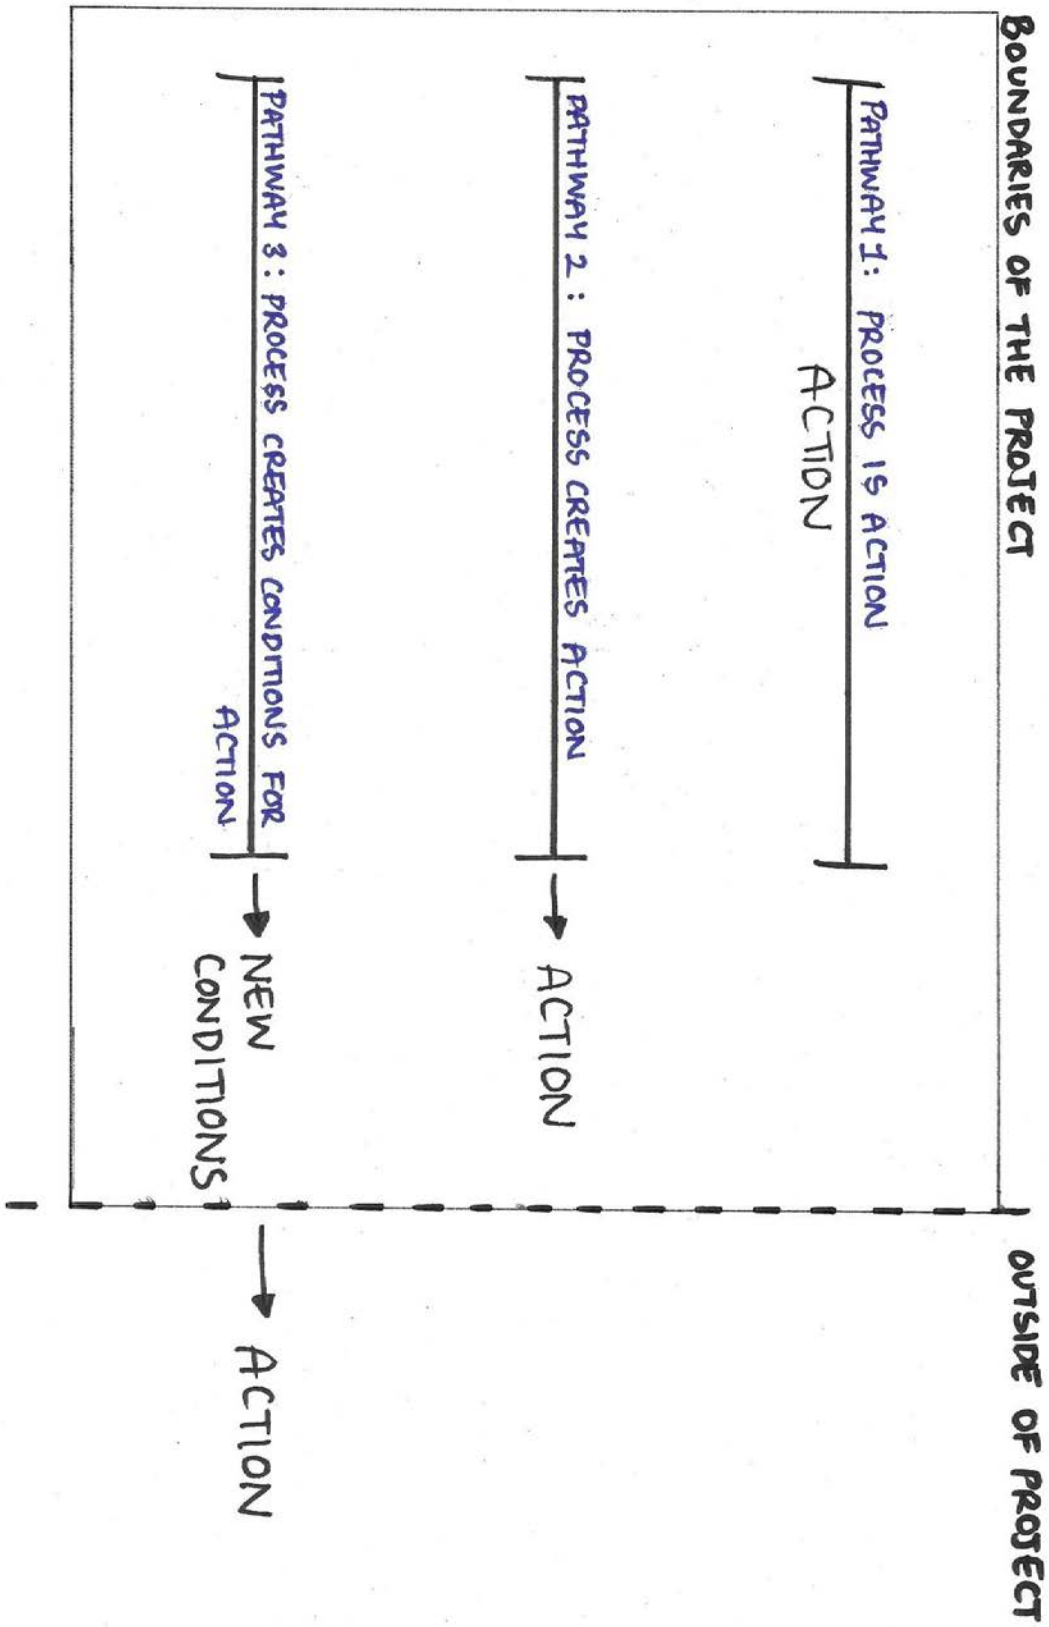 BOUNDARIES OF THE PROJECT
OUTSIDE OF PROJECT
PATHWAY 1: PROCESS IS ACTION
ACTION
PATHWAY 2: PROCESS CREATES ACTION
ACTION
PATHWAY 3: PROCESS CREATES CONDITIONS FOR
ACTION
NEW
CONDITIONS
ACTION